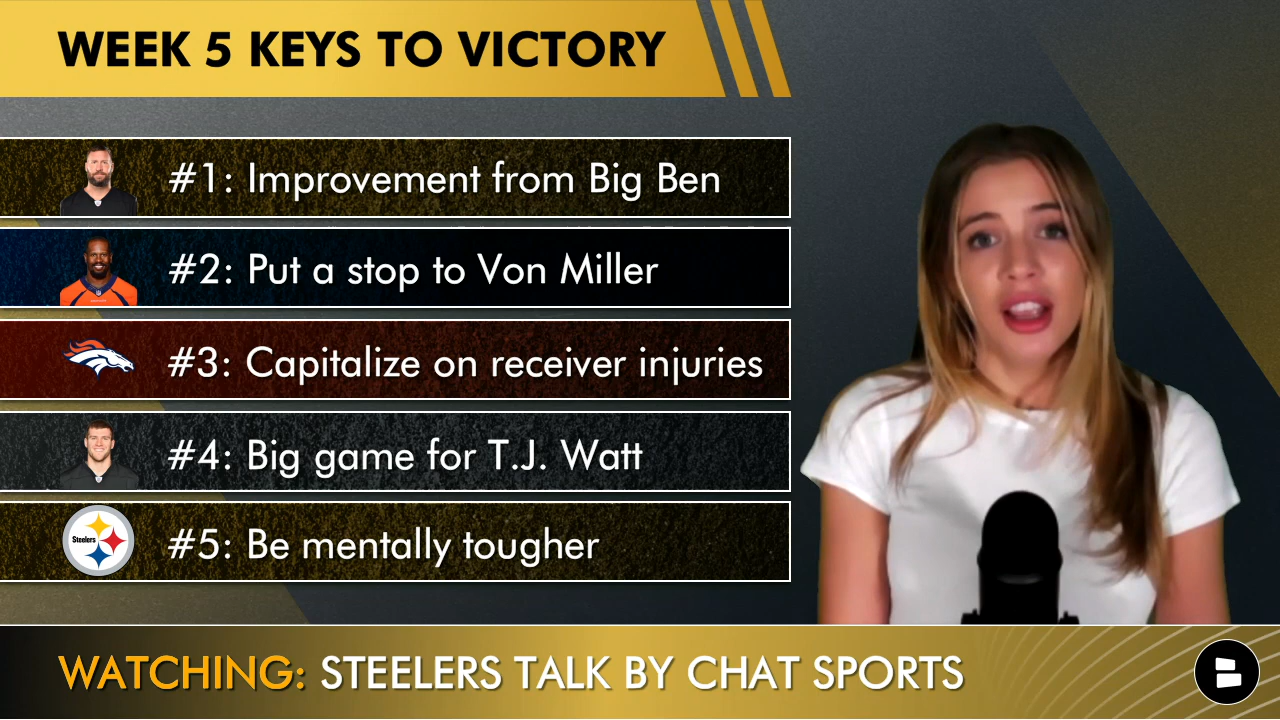 WEEK 5 KEYS TO VICTORY
#1: Improvement from Big Ben
#2: Put a stop to Von Miller
#3: Capitalize on receiver injuries
#4: Big game for T.J. Watt
Steelers
#5: Be mentally tougher
WATCHING: STEELERS TALK BY CHAT SPORTS